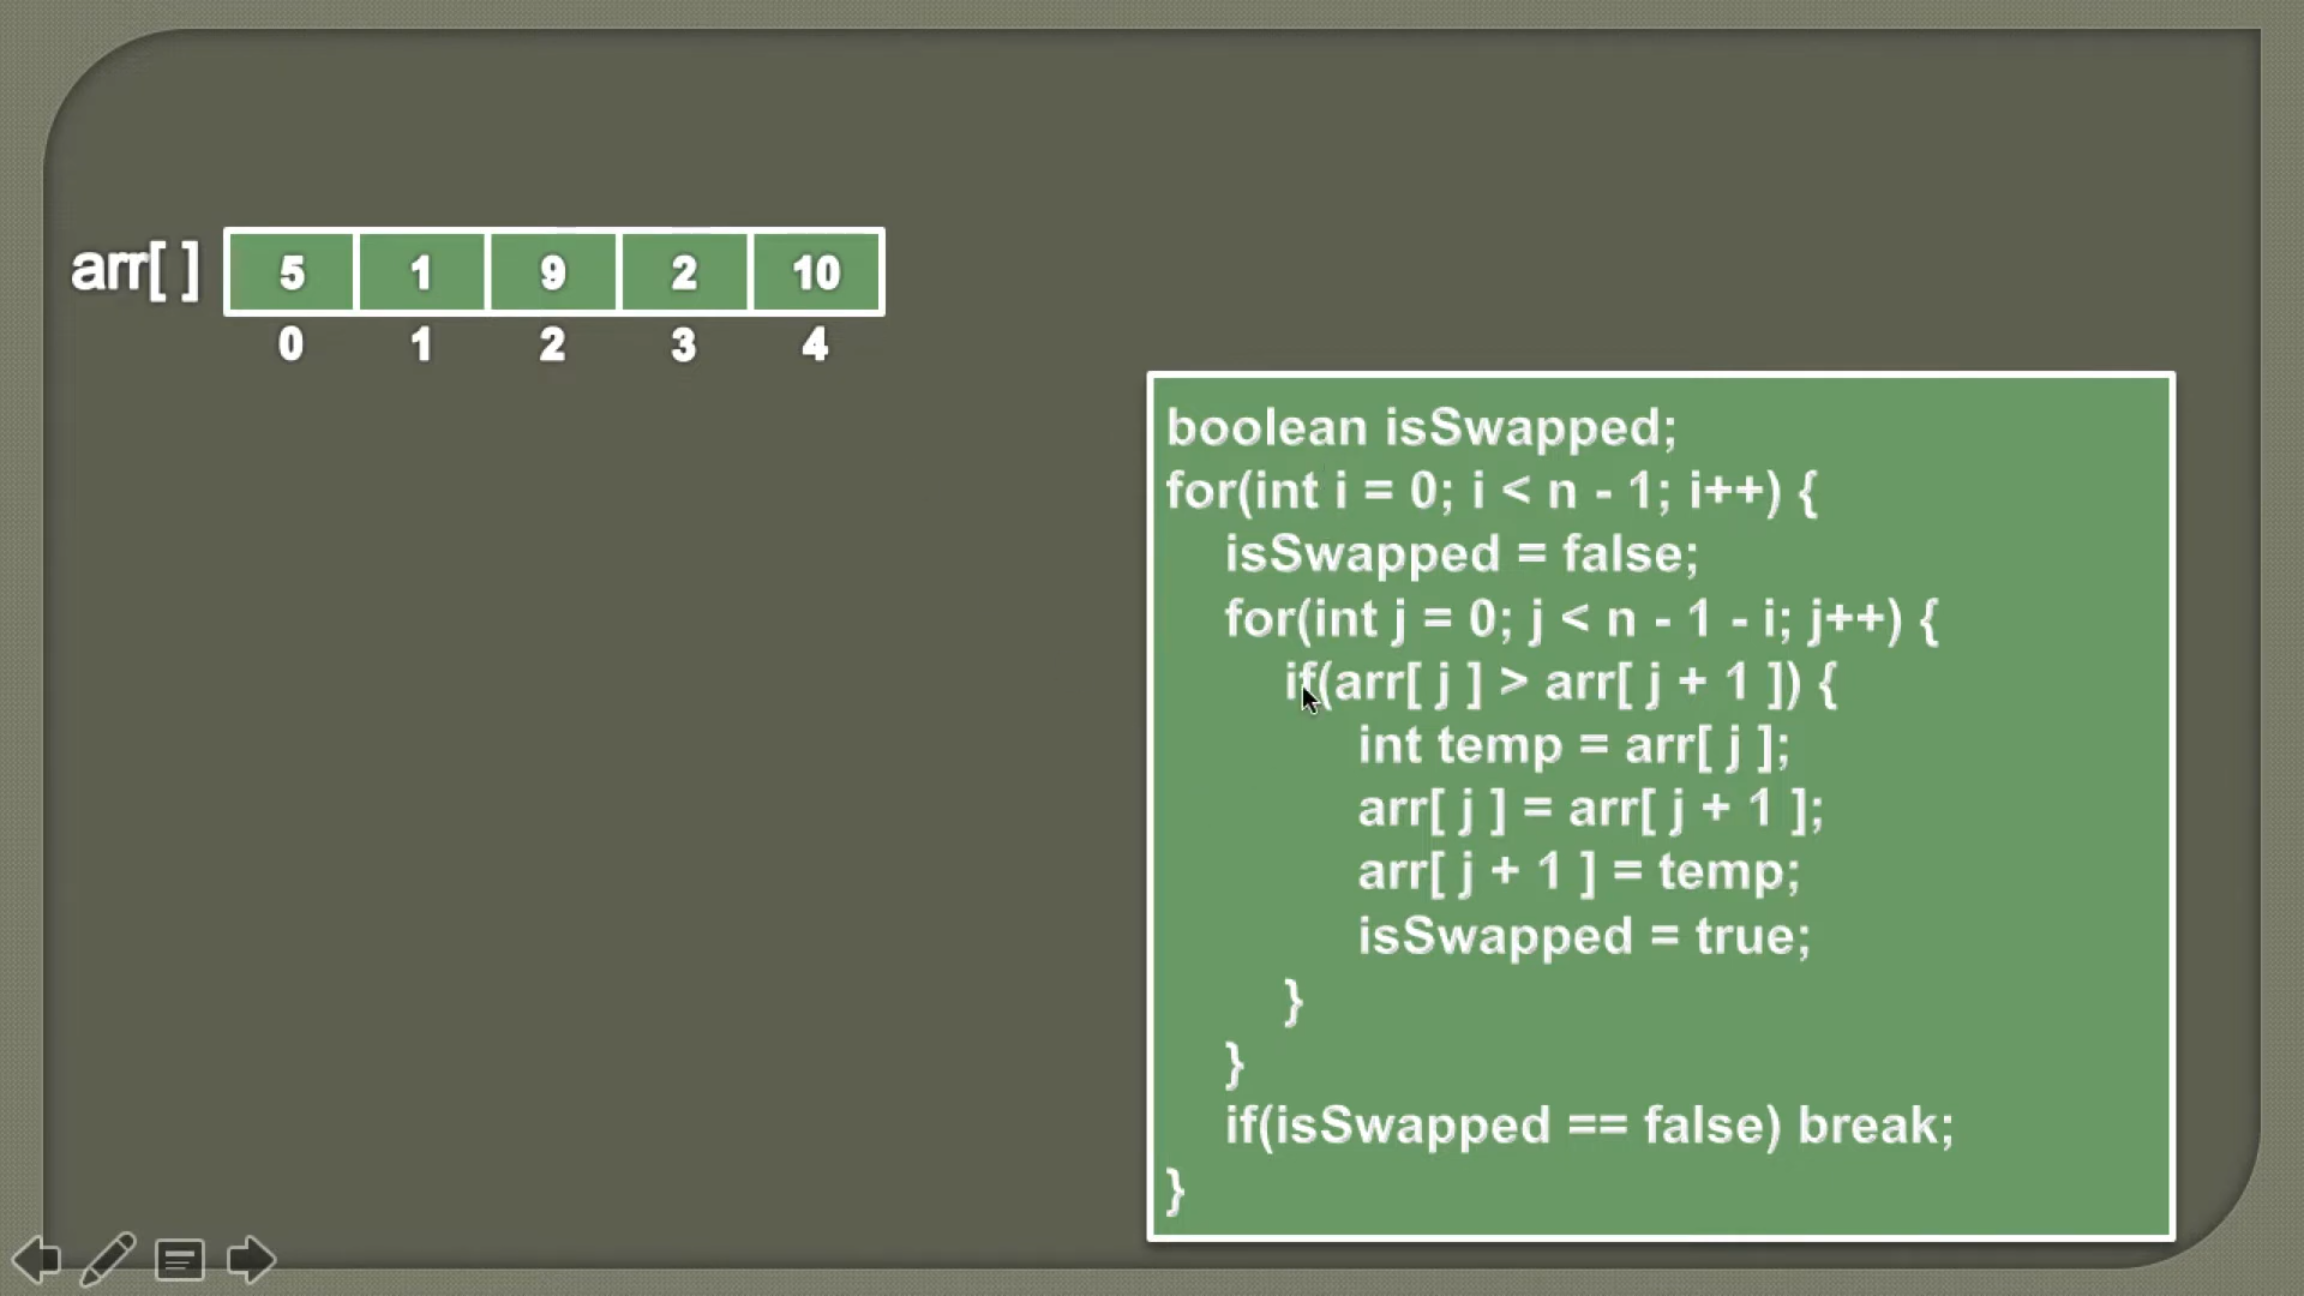 arr[ ] 5 1 9 2 10
0 1 2 3 4
boolean isSwapped;
for(int i = 0; i < n - 1; i++) {
isSwapped = false;
for(int j = 0; j < n - 1 - i; j++) {
if(arr[ j ] > arr[ j + 1 ]) {
int temp = arr[ j ];
arr[ j ] = arr[ j + 1 ];
arr[ j + 1 ] = temp;
isSwapped = true;
}
}
if(isSwapped == false) break;
}